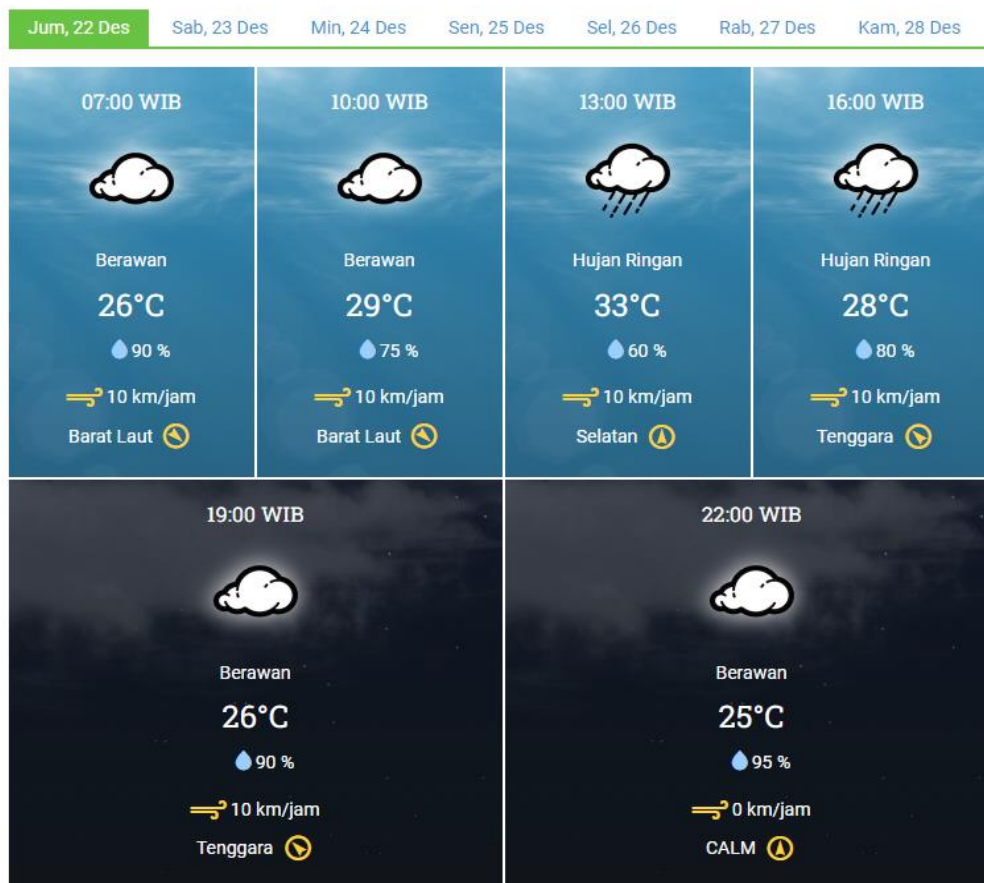 Jum, 22 Des Sab, 23 Des Min, 24 Des Sen, 25 Des Sel, 26 Des Rab, 27 Des Kam, 28 Des
07:00 WIB
Berawan
26°C
90 %
10 km/jam
Barat Laut
10:00 WIB
Berawan
29°C
75 %
10 km/jam
Barat Laut
13:00 WIB
Hujan Ringan
33°C
60 %
10 km/jam
Selatan
16:00 WIB
Hujan Ringan
28°C
80 %
10 km/jam
Tenggara
19:00 WIB
Berawan
26°C
90 %
10 km/jam
Tenggara
22:00 WIB
Berawan
25°C
95 %
0 km/jam
CALM